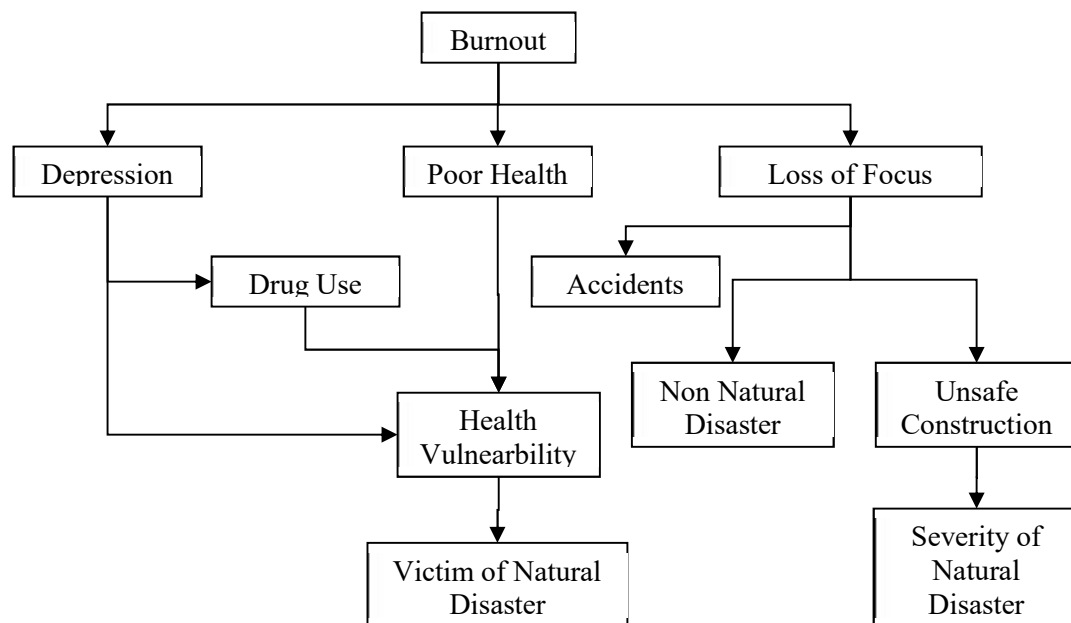 Burnout
Depression
Poor Health
Loss of Focus
Drug Use
Accidents
Non Natural
Disaster
Unsafe
Construction
Health
Vulnearbility
Victim of Natural
Disaster
Severity of
Natural
Disaster